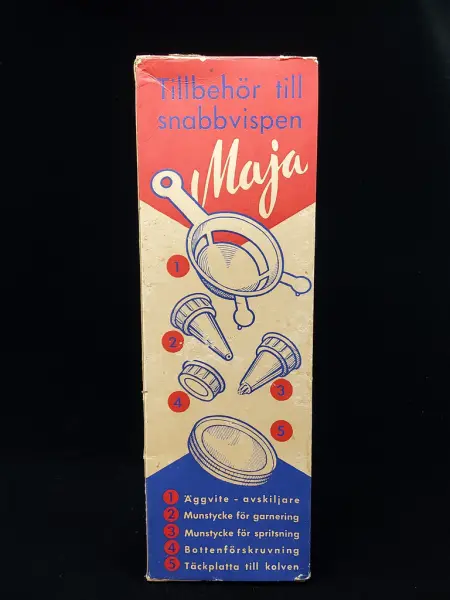 Tillbehör till
snabbvispen
Maja
1
2
3
4
5
1 Äggvite - avskiljare
2 Munstycke för garnering
3 Munstycke för spritsning
4 Bottenförskruvning
5 Täckplatta till kolven